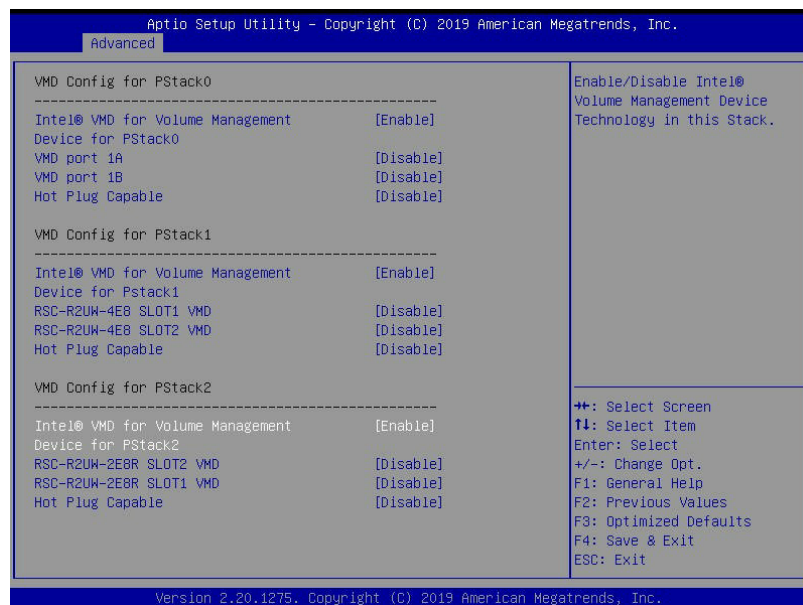 Aptio Setup Utility – Copyright (C) 2019 American Megatrends, Inc.
Advanced
VMD Config for PStack0
--------------------------------------------------
Intel® VMD for Volume Management [Enable]
Device for PStack0
VMD port 1A [Disable]
VMD port 1B [Disable]
Hot Plug Capable [Disable]
VMD Config for PStack1
--------------------------------------------------
Intel® VMD for Volume Management [Enable]
Device for Pstack1
RSC-R2UW-4E8 SLOT1 VMD [Disable]
RSC-R2UW-4E8 SLOT2 VMD [Disable]
Hot Plug Capable [Disable]
VMD Config for PStack2
--------------------------------------------------
Intel® VMD for Volume Management [Enable]
Device for PStack2
RSC-R2UW-2E8R SLOT2 VMD [Disable]
RSC-R2UW-2E8R SLOT1 VMD [Disable]
Hot Plug Capable [Disable]
Enable/Disable Intel®
Volume Management Device
Technology in this Stack.
→←: Select Screen
↑↓: Select Item
Enter: Select
+/-: Change Opt.
F1: General Help
F2: Previous Values
F3: Optimized Defaults
F4: Save & Exit
ESC: Exit
Version 2.20.1275. Copyright (C) 2019 American Megatrends, Inc.